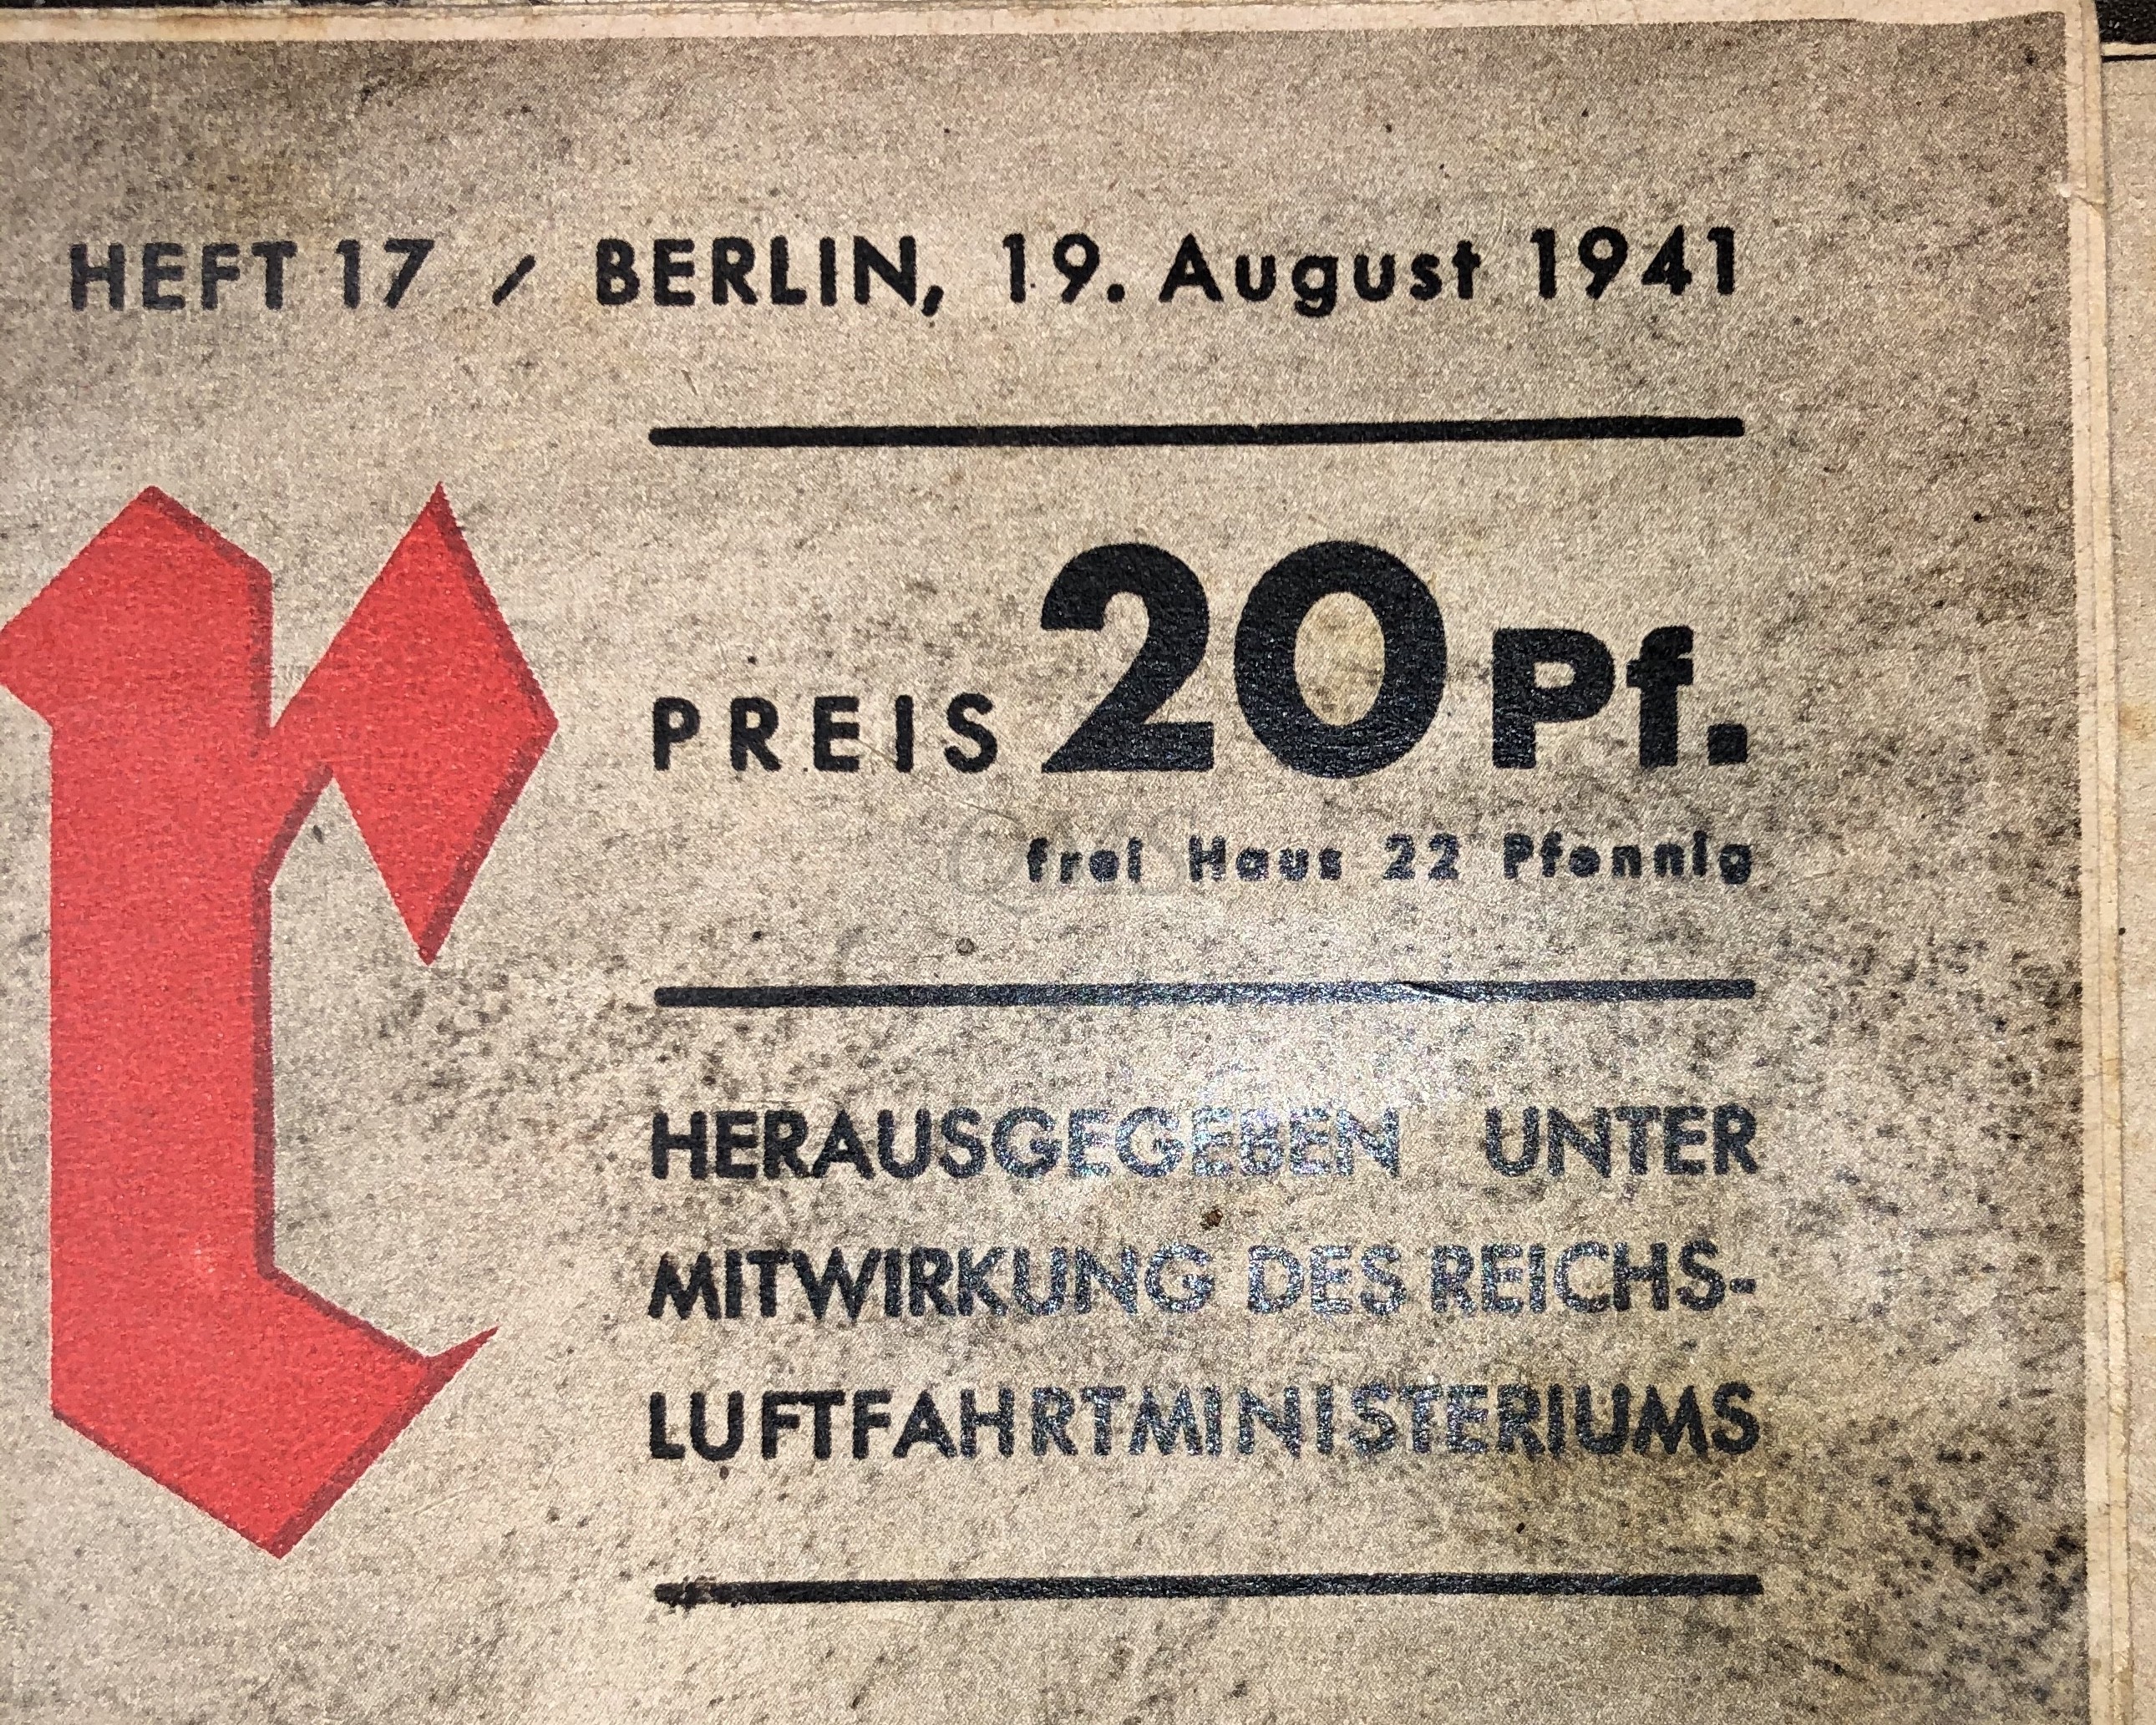 HEFT 17 / BERLIN, 19. August 1941
r
PREIS 20 Pf.
frei Haus 22 Pfennig
HERAUSGEGEBEN UNTER
MITWIRKUNG DES REICHS-
LUFTFAHRTMINISTERIUMS